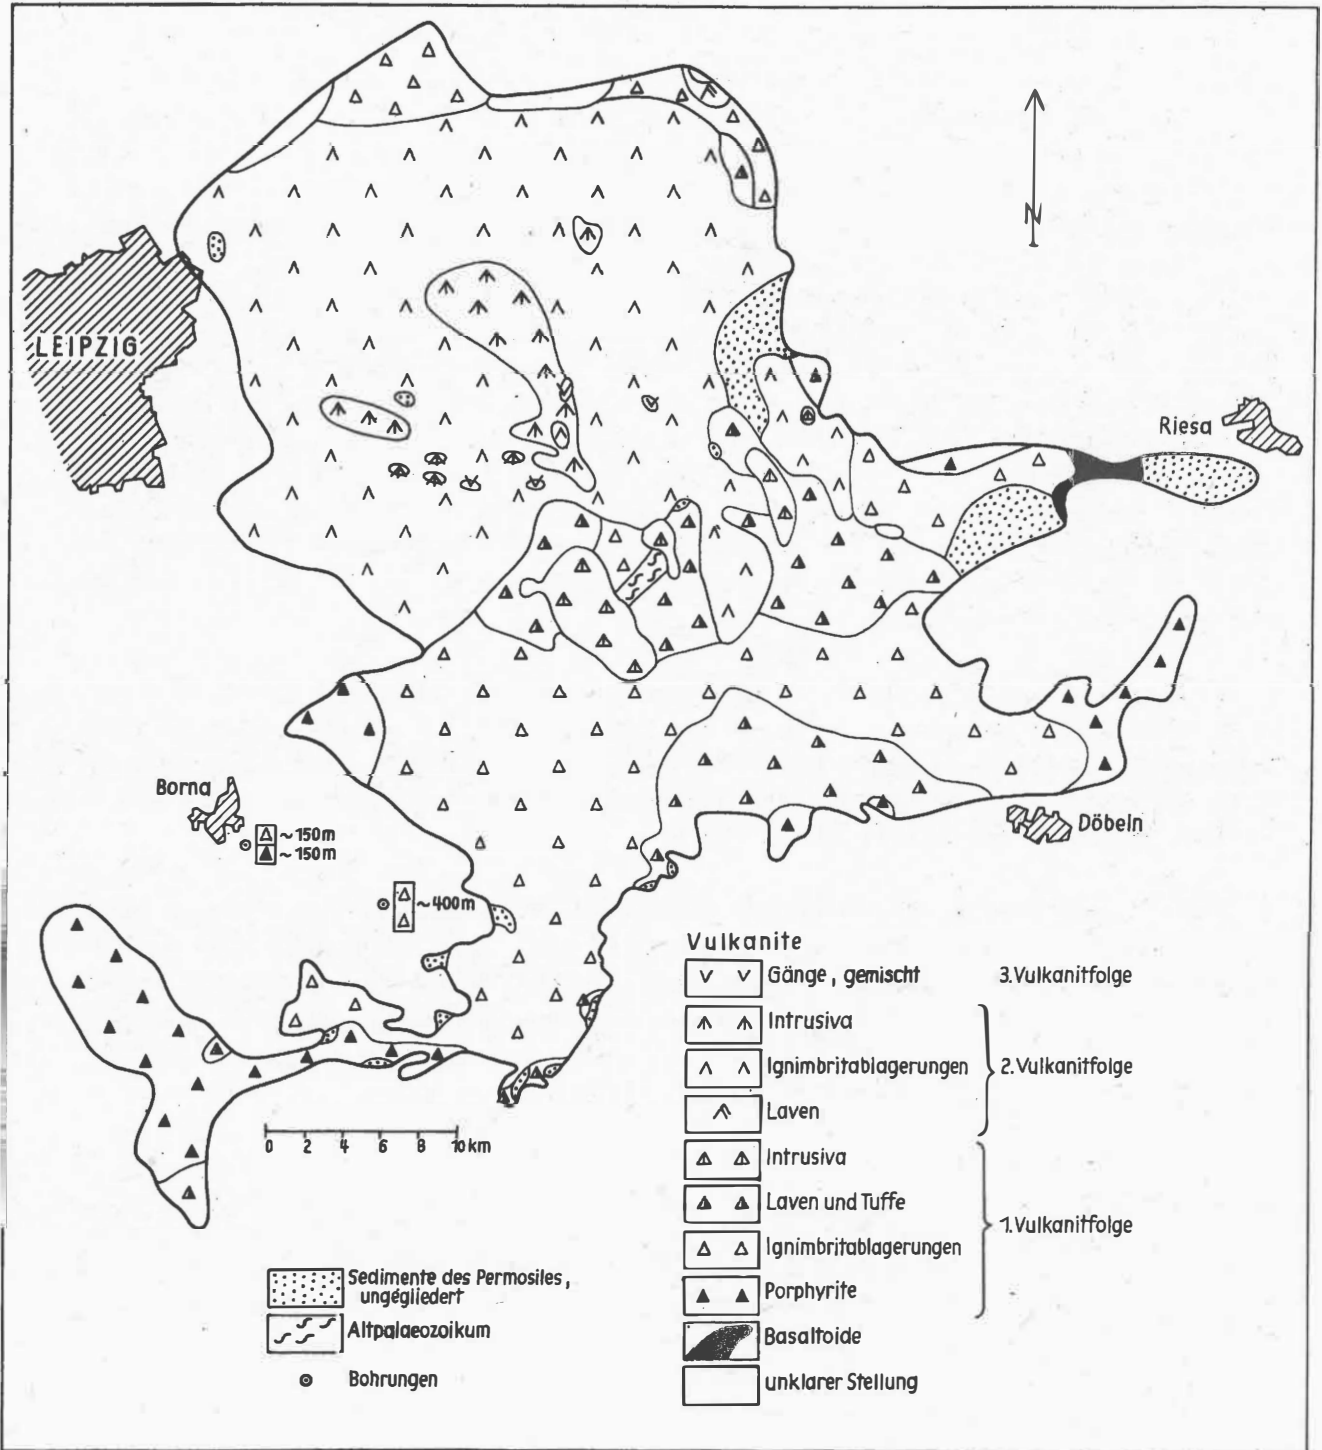 N
LEIPZIG
Riesa
Borna
~150m
~150m
Döbeln
~400m
Vulkanite
Gänge, gemischt
3.Vulkanitfolge
Intrusiva
Ignimbritablagerungen
2.Vulkanitfolge
Laven
Intrusiva
Laven und Tuffe
1.Vulkanitfolge
Ignimbritablagerungen
Porphyrite
Basaltoide
unklarer Stellung
0 2 4 6 8 10 km
Sedimente des Permosiles,
ungegliedert
Altpalaeozoikum
Bohrungen